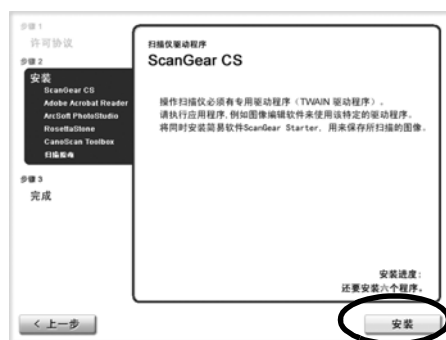 步骤 1
许可协议
步骤 2
安装
ScanGear CS
Adobe Acrobat Reader
ArcSoft PhotoStudio
RosettaStone
CanoScan Toolbox
步骤 3
完成
扫描仪驱动程序
ScanGear CS
操作扫描仪必须有专用驱动程序（TWAIN 驱动程序）.
请执行应用程序,例如图像编辑软件来使用该特定的驱动程序.
将同时安装简易软件ScanGear Starter, 用来保存所扫描的图像.
安装进度:
还要安装六个程序.
< 上一步
安装